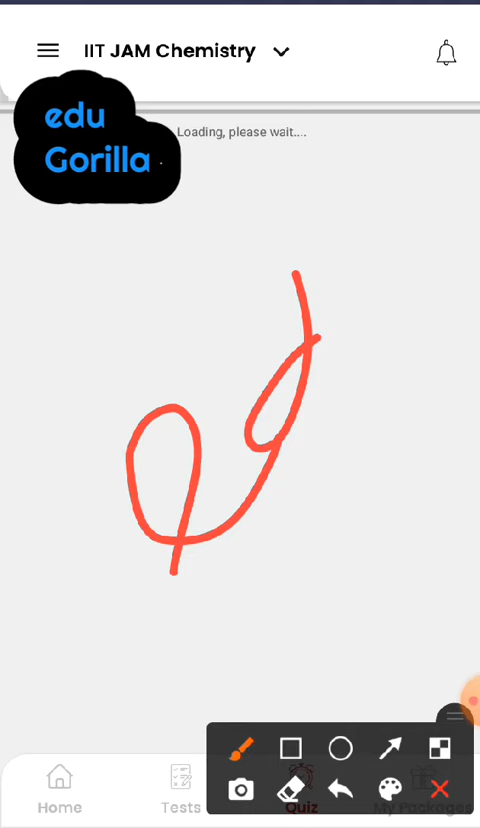 IIT JAM Chemistry
edu
Gorilla
Loading, please wait....
Home
Tests
Quiz
My Packages